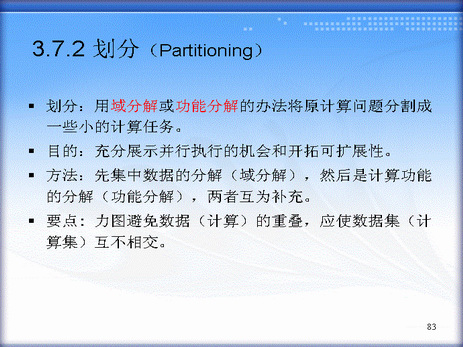 3.7.2 划分（Partitioning）
▪ 划分：用域分解或功能分解的办法将原计算问题分割成
一些小的计算任务。
▪ 目的：充分展示并行执行的机会和开拓可扩展性。
▪ 方法：先集中数据的分解（域分解），然后是计算功能
的分解（功能分解），两者互为补充。
▪ 要点：力图避免数据（计算）的重叠，应使数据集（计
算集）互不相交。
83